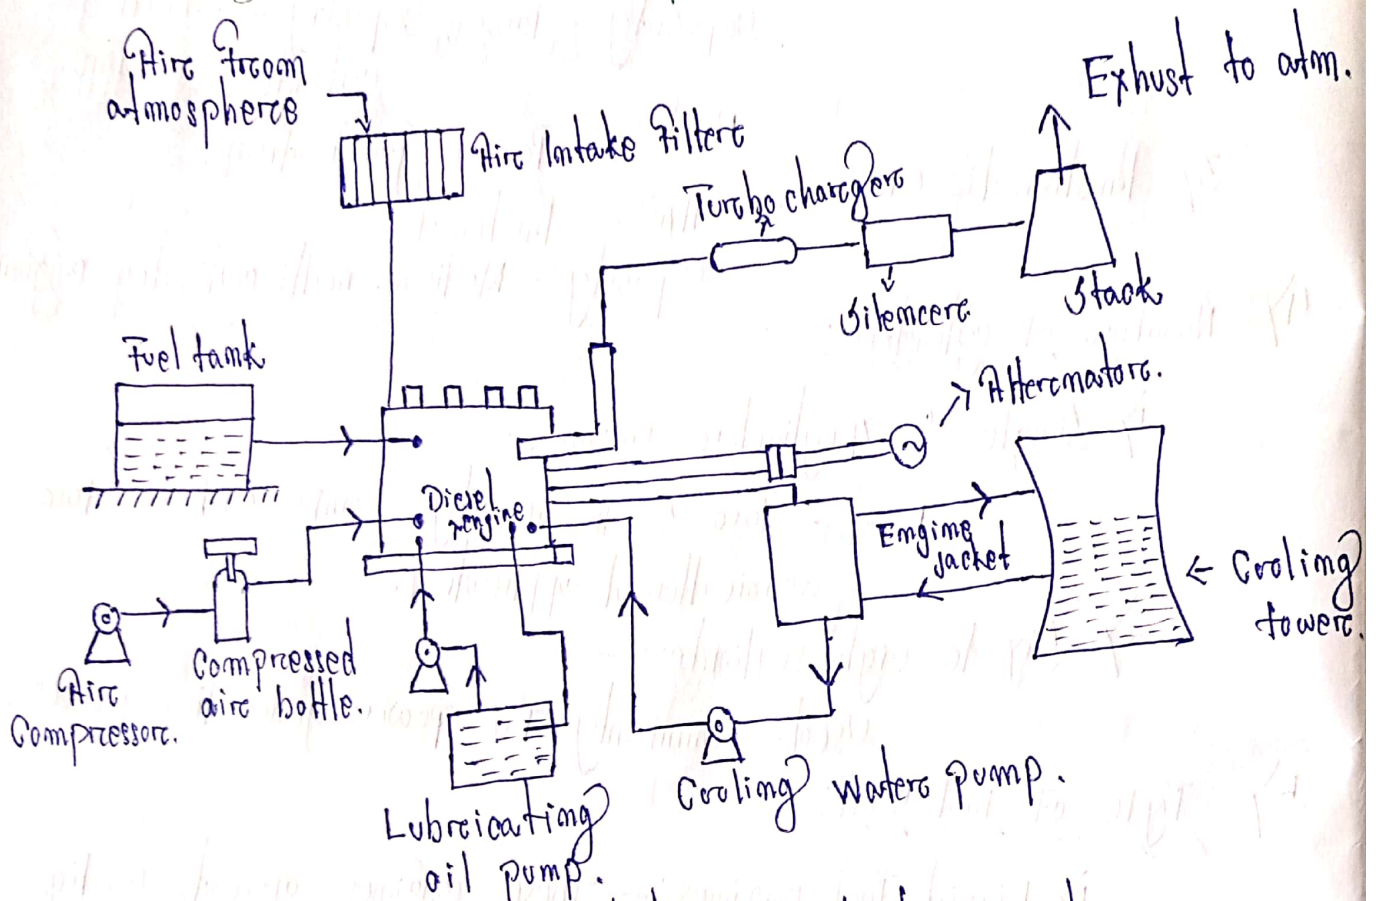 Air from
atmosphere
Air Intake Filter
Turbo charger
Exhust to atm.
Silencer
Stack
Fuel tank
Alternator.
Diesel
engine
Engine
jacket
← Cooling
tower.
Compressed
air bottle.
Air
Compressor.
Cooling water pump.
Lubricating
oil pump.